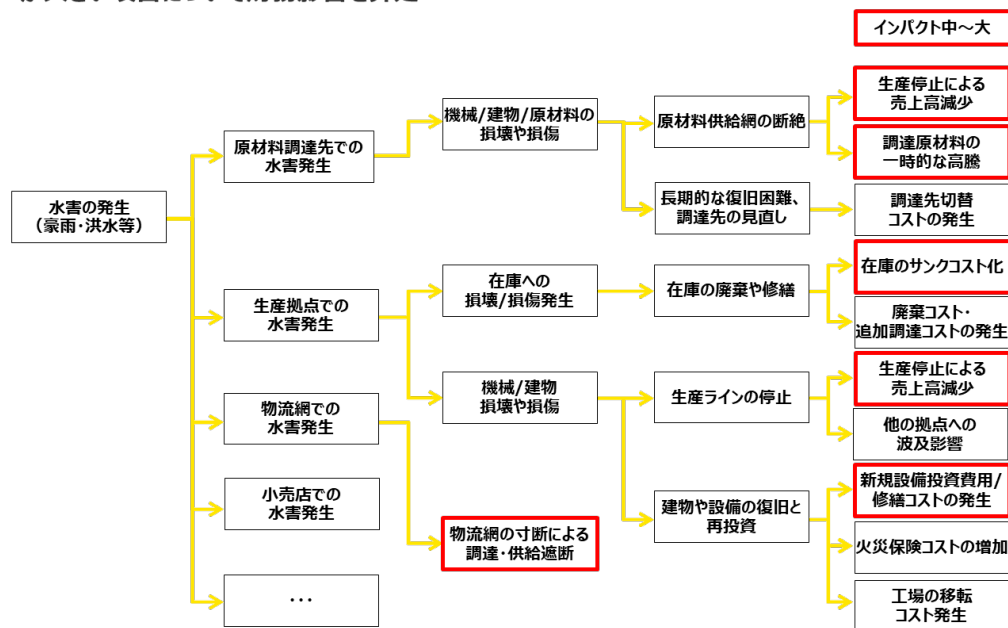 インパクト中～大
水害の発生
（豪雨・洪水等）
原材料調達先での
水害発生
機械/建物/原材料の
損壊や損傷
原材料供給網の断絶
生産停止による
売上高減少
調達原材料の
一時的な高騰
長期的な復旧困難、
調達先の見直し
調達先切替
コストの発生
生産拠点での
水害発生
在庫への
損壊/損傷発生
在庫の廃棄や修繕
在庫のサンクコスト化
廃棄コスト・
追加調達コストの発生
機械/建物
損壊や損傷
生産ラインの停止
生産停止による
売上高減少
他の拠点への
波及影響
建物や設備の復旧と
再投資
新規設備投資費用/
修繕コストの発生
火災保険コストの増加
工場の移転
コスト発生
物流網での
水害発生
物流網の寸断による
調達・供給遮断
小売店での
水害発生
・・・